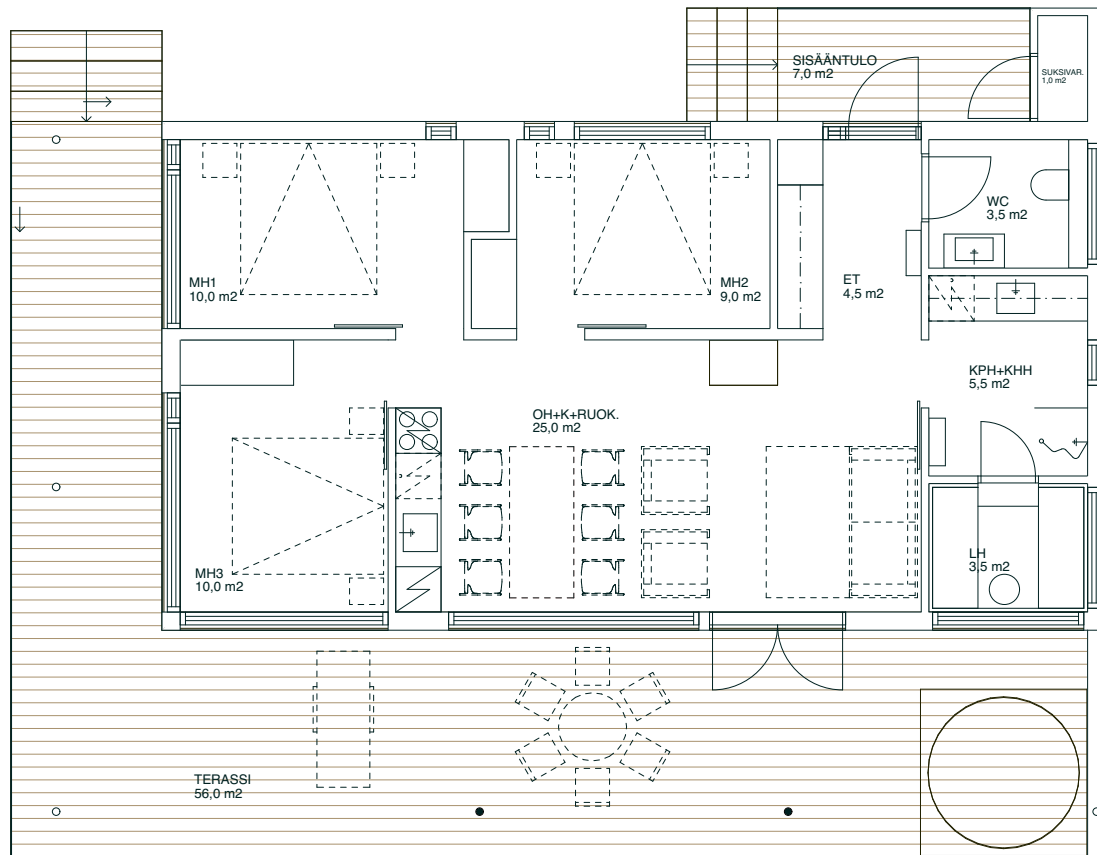 SISÄÄNTULO
7,0 m2
SUKSIVAR.
1,0 m2
WC
3,5 m2
MH1
10,0 m2
MH2
9,0 m2
ET
4,5 m2
KPH+KHH
5,5 m2
OH+K+RUOK.
25,0 m2
MH3
10,0 m2
LH
3,5 m2
TERASSI
56,0 m2